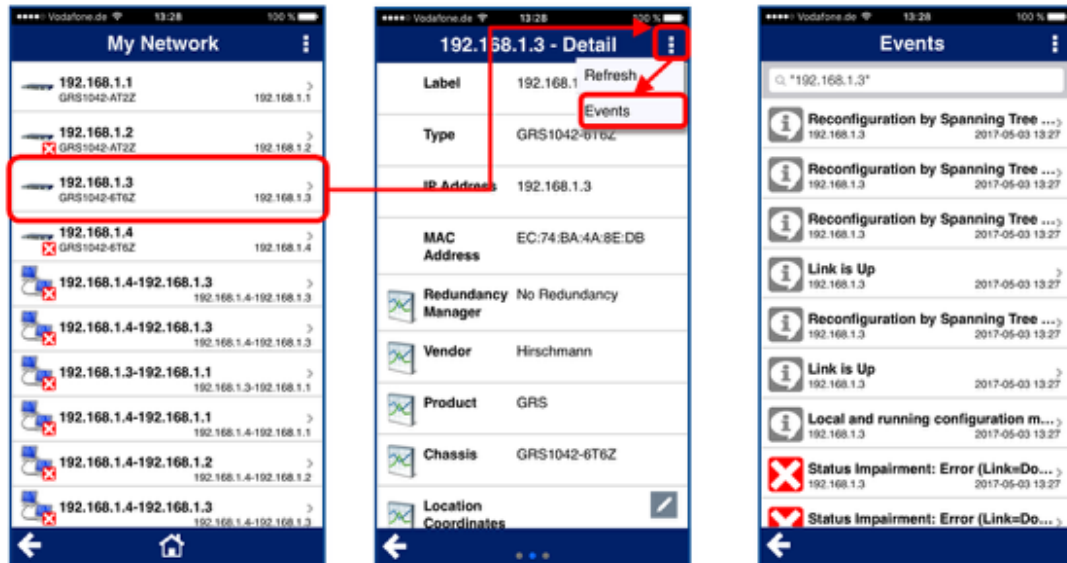 Vodafone.de 13:28 100 %
My Network
192.168.1.1
GRS1042-AT2Z 192.168.1.1
192.168.1.2
GRS1042-AT2Z 192.168.1.2
192.168.1.3
GRS1042-6T6Z 192.168.1.3
192.168.1.4
GRS1042-6T6Z 192.168.1.4
192.168.1.4-192.168.1.3
192.168.1.4-192.168.1.3
192.168.1.4-192.168.1.3
192.168.1.4-192.168.1.3
192.168.1.3-192.168.1.1
192.168.1.3-192.168.1.1
192.168.1.4-192.168.1.1
192.168.1.4-192.168.1.1
192.168.1.4-192.168.1.2
192.168.1.4-192.168.1.2
192.168.1.4-192.168.1.3
192.168.1.4-192.168.1.3
Vodafone.de 13:28 100 %
192.168.1.3 - Detail
Refresh
Events
Label 192.168.1
Type GRS1042-6T6Z
IP Address 192.168.1.3
MAC EC:74:BA:4A:8E:DB
Address
Redundancy No Redundancy
Manager
Vendor Hirschmann
Product GRS
Chassis GRS1042-6T6Z
Location
Coordinates
Vodafone.de 13:28 100 %
Events
"192.168.1.3"
Reconfiguration by Spanning Tree ...
192.168.1.3 2017-05-03 13:27
Reconfiguration by Spanning Tree ...
192.168.1.3 2017-05-03 13:27
Reconfiguration by Spanning Tree ...
192.168.1.3 2017-05-03 13:27
Link is Up
192.168.1.3 2017-05-03 13:27
Reconfiguration by Spanning Tree ...
192.168.1.3 2017-05-03 13:27
Link is Up
192.168.1.3 2017-05-03 13:27
Local and running configuration m...
192.168.1.3 2017-05-03 13:27
Status Impairment: Error (Link=Do...
192.168.1.3 2017-05-03 13:27
Status Impairment: Error (Link=Do...